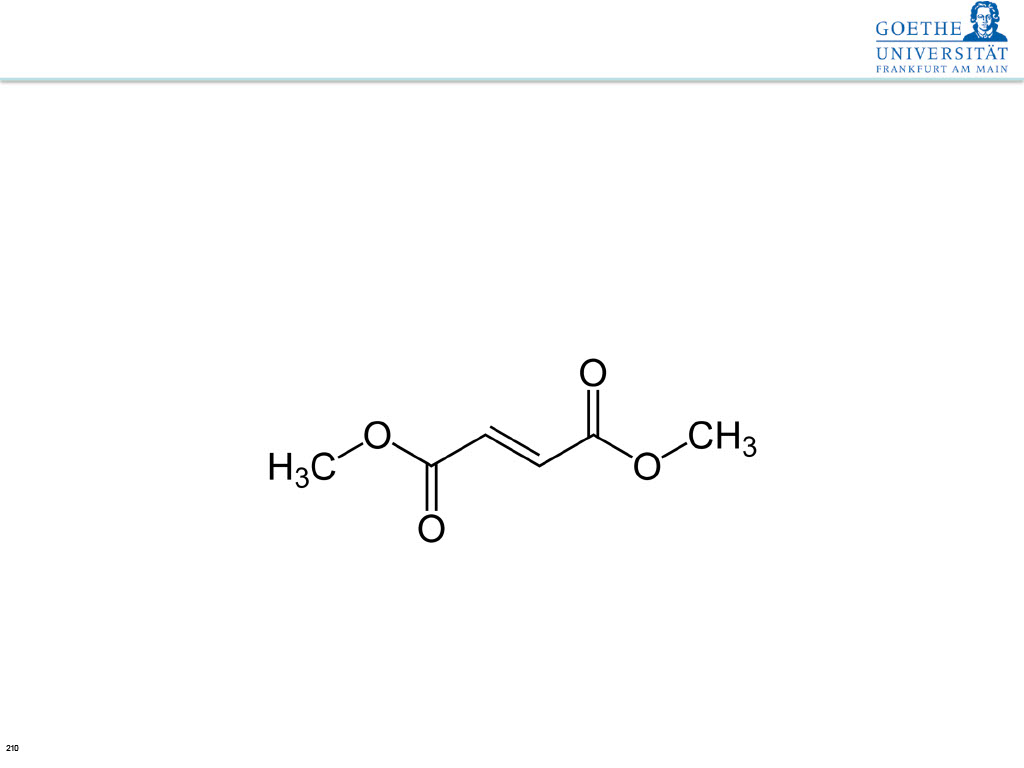 GOETHE
UNIVERSITÄT
FRANKFURT AM MAIN
O
O
CH3
H3C
O
O
210